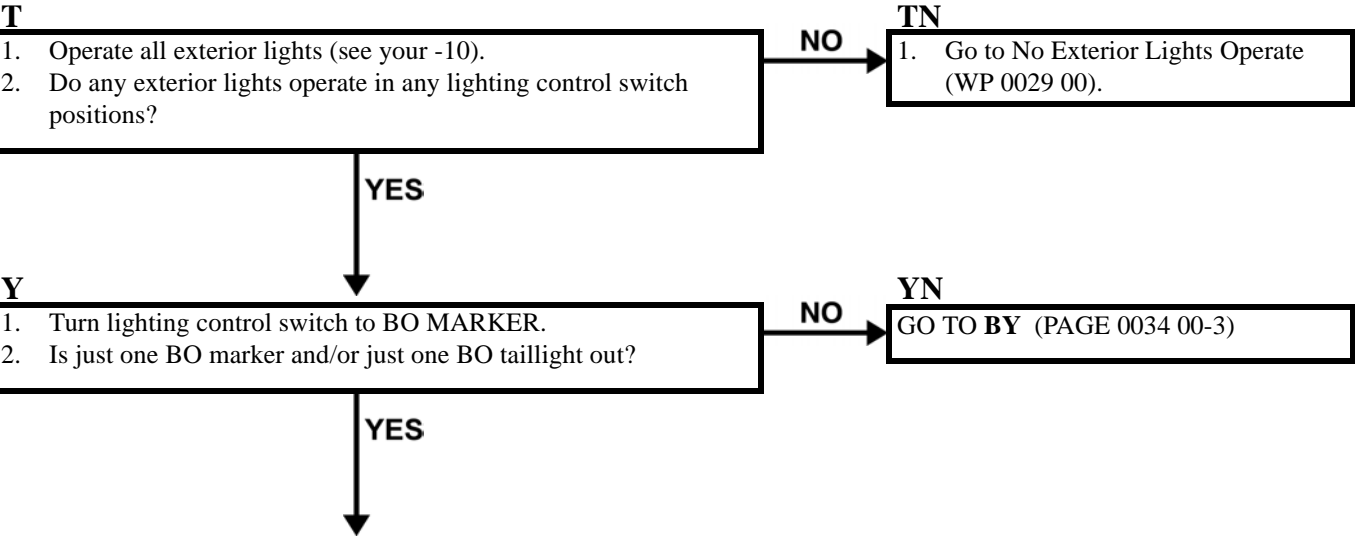 T
1. Operate all exterior lights (see your -10).
2. Do any exterior lights operate in any lighting control switch
positions?
NO
TN
1. Go to No Exterior Lights Operate
(WP 0029 00).
YES
Y
1. Turn lighting control switch to BO MARKER.
2. Is just one BO marker and/or just one BO taillight out?
NO
YN
GO TO BY (PAGE 0034 00-3)
YES